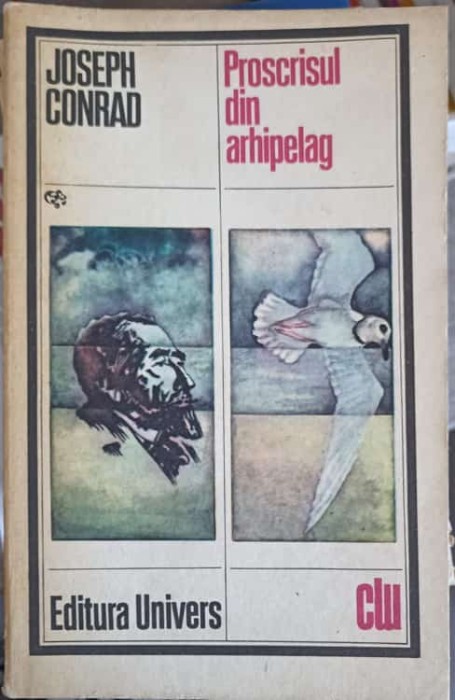 JOSEPH
CONRAD
Proscrisul
din
arhipelag
Editura Univers
clu